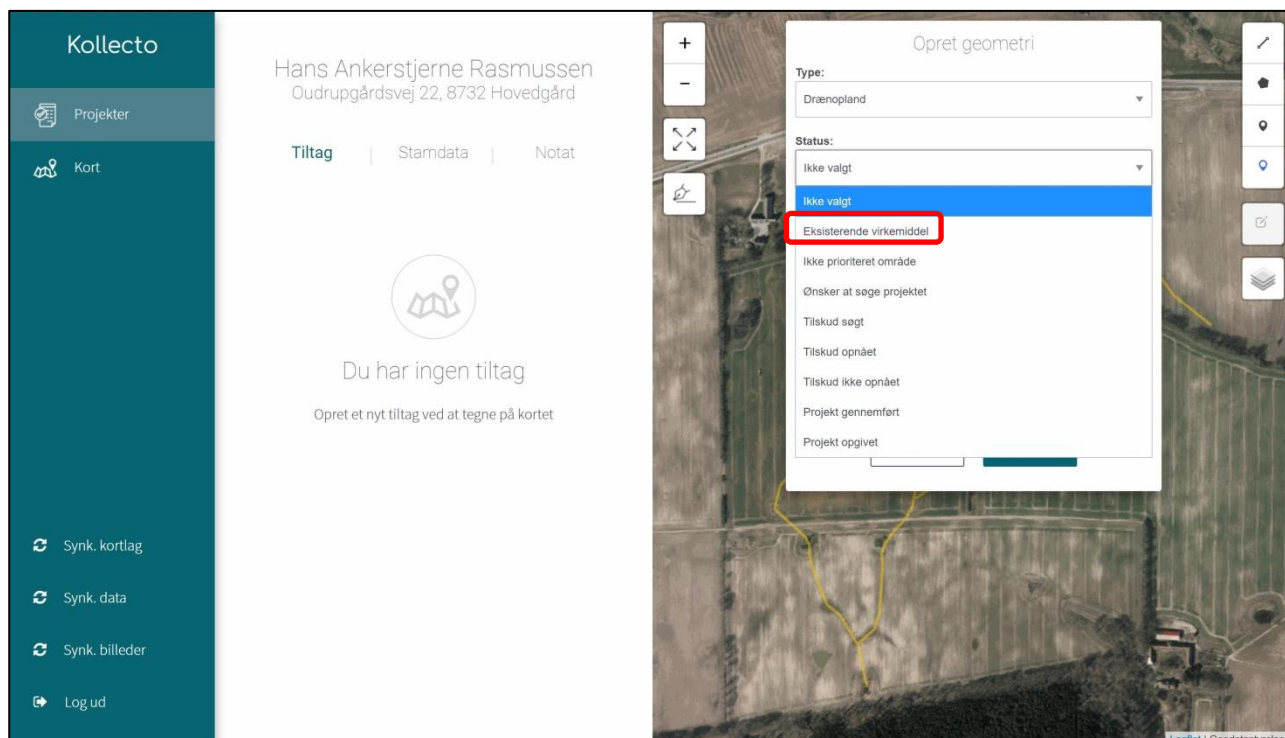 Kollecto
Projekter
Kort
Synk. kortlag
Synk. data
Synk. billeder
Log ud
Hans Ankerstjerne Rasmussen
Oudrupgårdsvej 22, 8732 Hovedgård
Tiltag | Stamdata | Notat
Du har ingen tiltag
Opret et nyt tiltag ved at tegne på kortet
+
−
Opret geometri
Type:
Drænopland
Status:
Ikke valgt
Ikke valgt
Eksisterende virkemiddel
Ikke prioriteret område
Ønsker at søge projektet
Tilskud søgt
Tilskud opnået
Tilskud ikke opnået
Projekt gennemført
Projekt opgivet